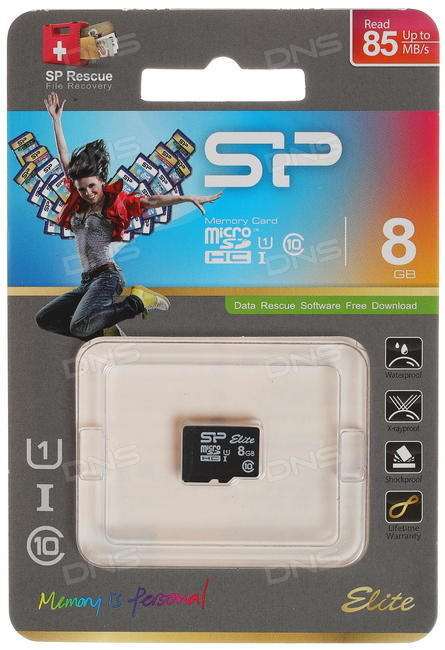 SP Rescue
File Recovery
Read
85 Up to
MB/s
SP
Memory Card
micro
SD
HC I
U1
10
8
GB
Data Rescue Software Free Download
Waterproof
X-rayproof
Shockproof
Lifetime
Warranty
1
I
10
SP Elite
micro
SD
HC I
U1
8GB
10
Memory is Personal
Elite
DNS